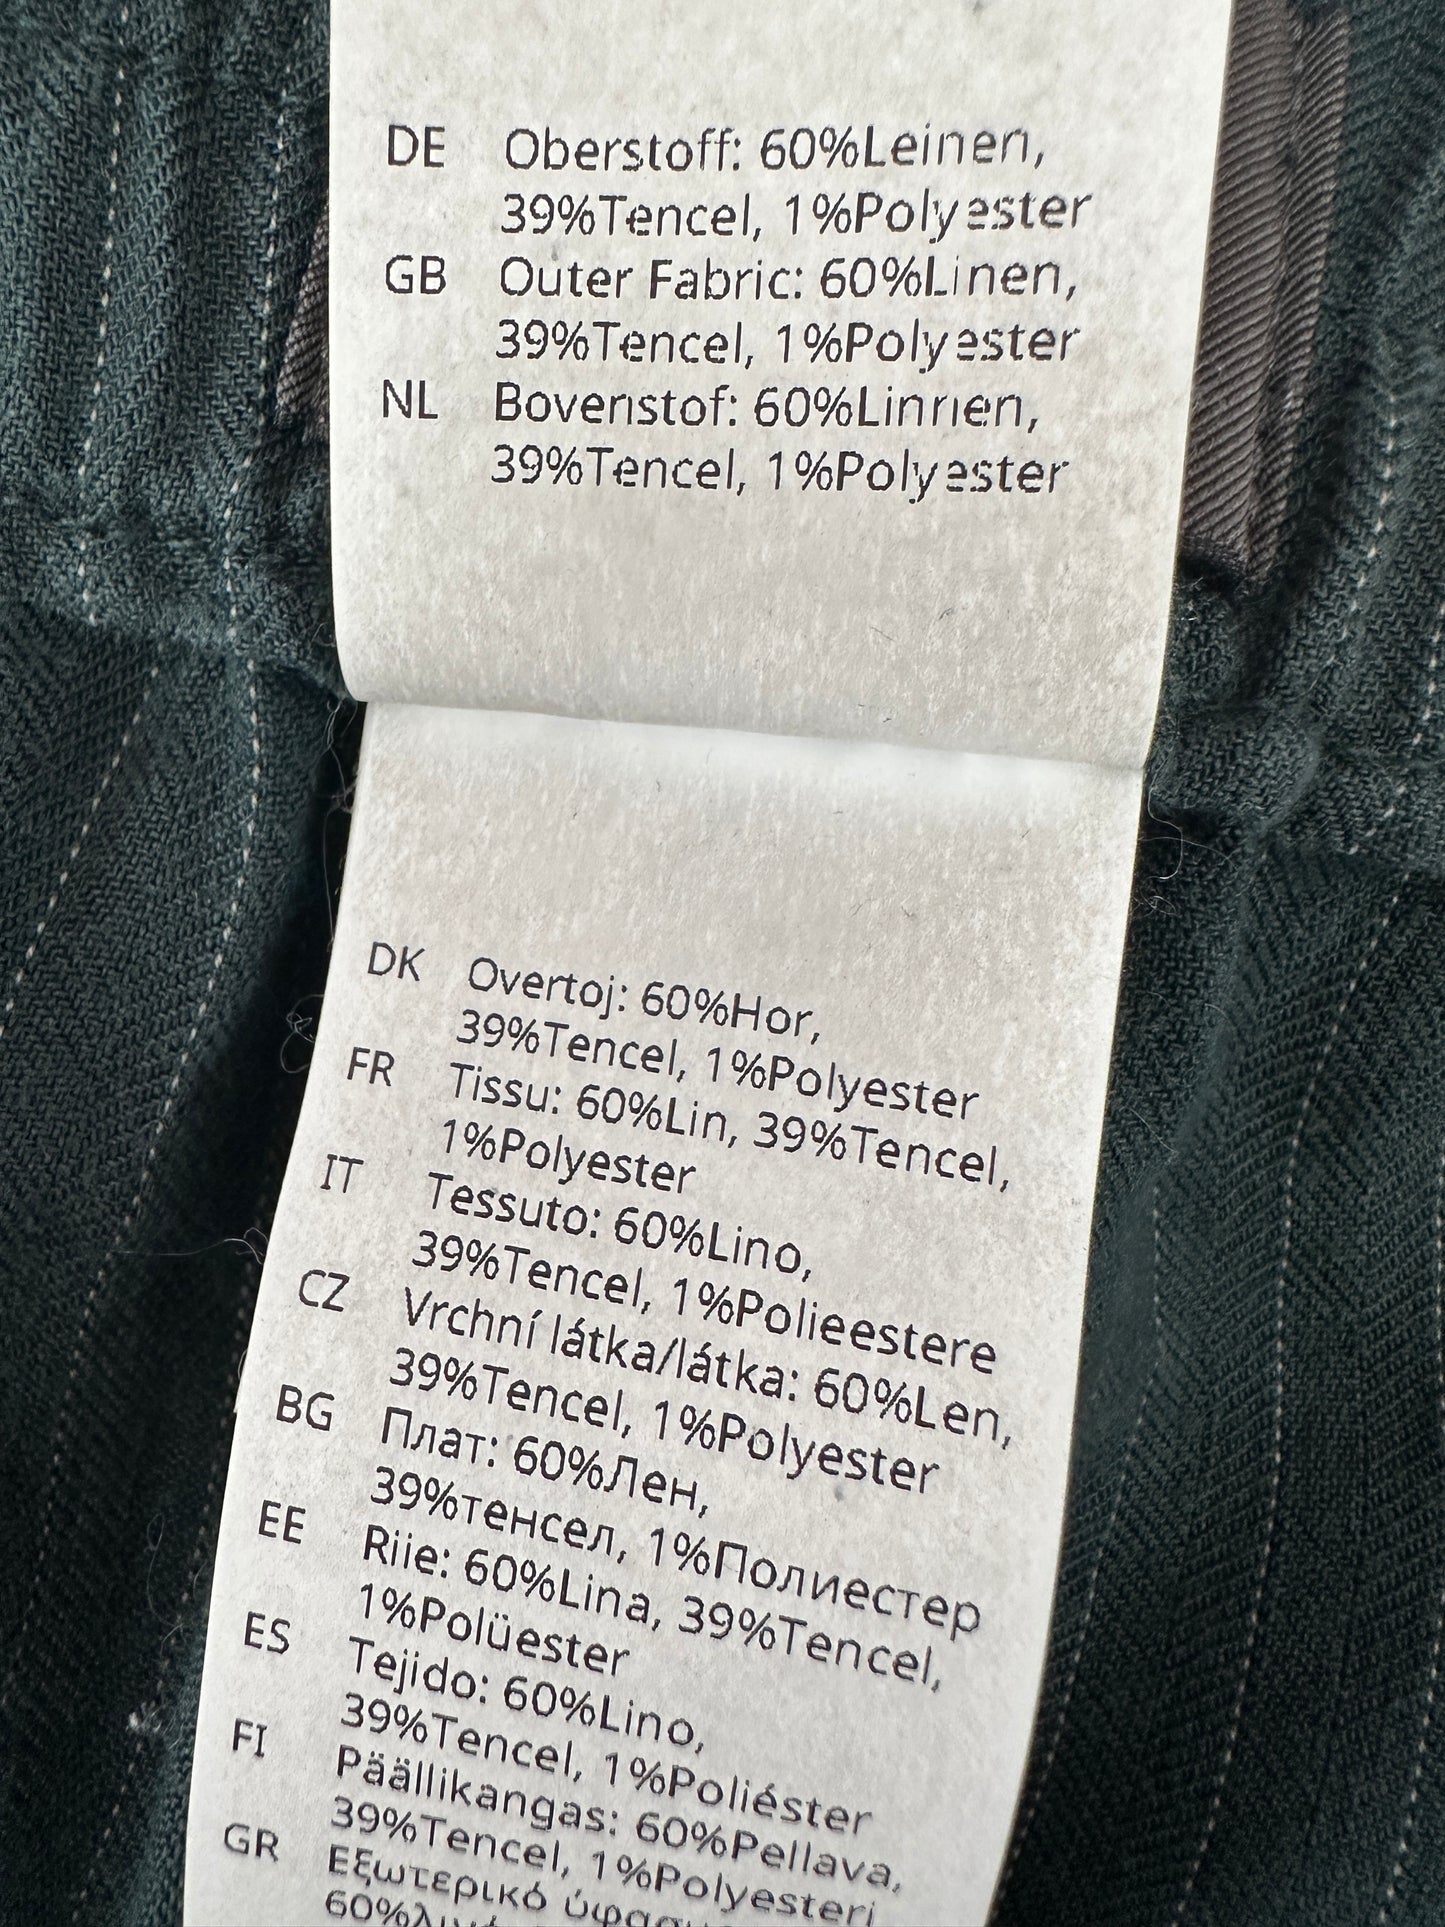 DE Oberstoff: 60%Leinen,
39%Tencel, 1%Polyester
GB Outer Fabric: 60%Linen,
39%Tencel, 1%Polyester
NL Bovenstof: 60%Linnen,
39%Tencel, 1%Polyester
DK Overtoj: 60%Hor,
39%Tencel, 1%Polyester
FR Tissu: 60%Lin, 39%Tencel,
1%Polyester
IT Tessuto: 60%Lino,
39%Tencel, 1%Polieestere
CZ Vrchní látka/látka: 60%Len,
39%Tencel, 1%Polyester
BG Плат: 60%Лен,
39%тенсел, 1%Полиестер
EE Riie: 60%Lina, 39%Tencel,
1%Polüester
ES Tejido: 60%Lino,
39%Tencel, 1%Poliéster
FI Päällikangas: 60%Pellava,
39%Tencel, 1%Polyesteri
GR Εξωτερικό